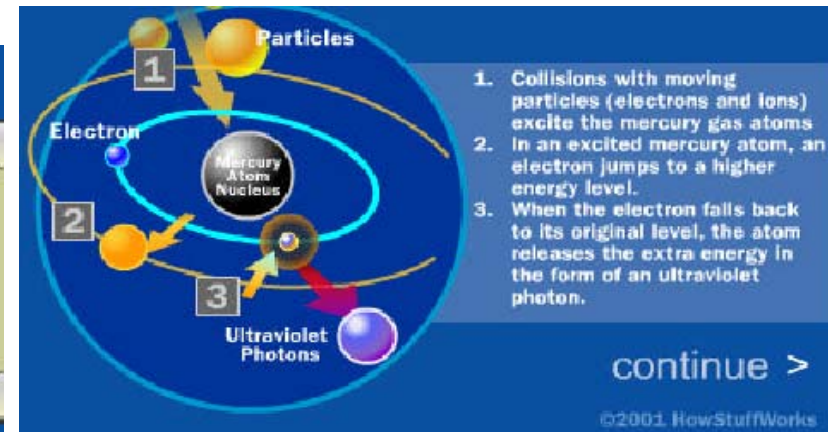 Particles
1
Electron
Mercury
Atom
Nucleus
2
3
Ultraviolet
Photons
1. Collisions with moving
particles (electrons and ions)
excite the mercury gas atoms
2. In an excited mercury atom, an
electron jumps to a higher
energy level.
3. When the electron falls back
to its original level, the atom
releases the extra energy in
the form of an ultraviolet
photon.
continue >
©2001 HowStuffWorks